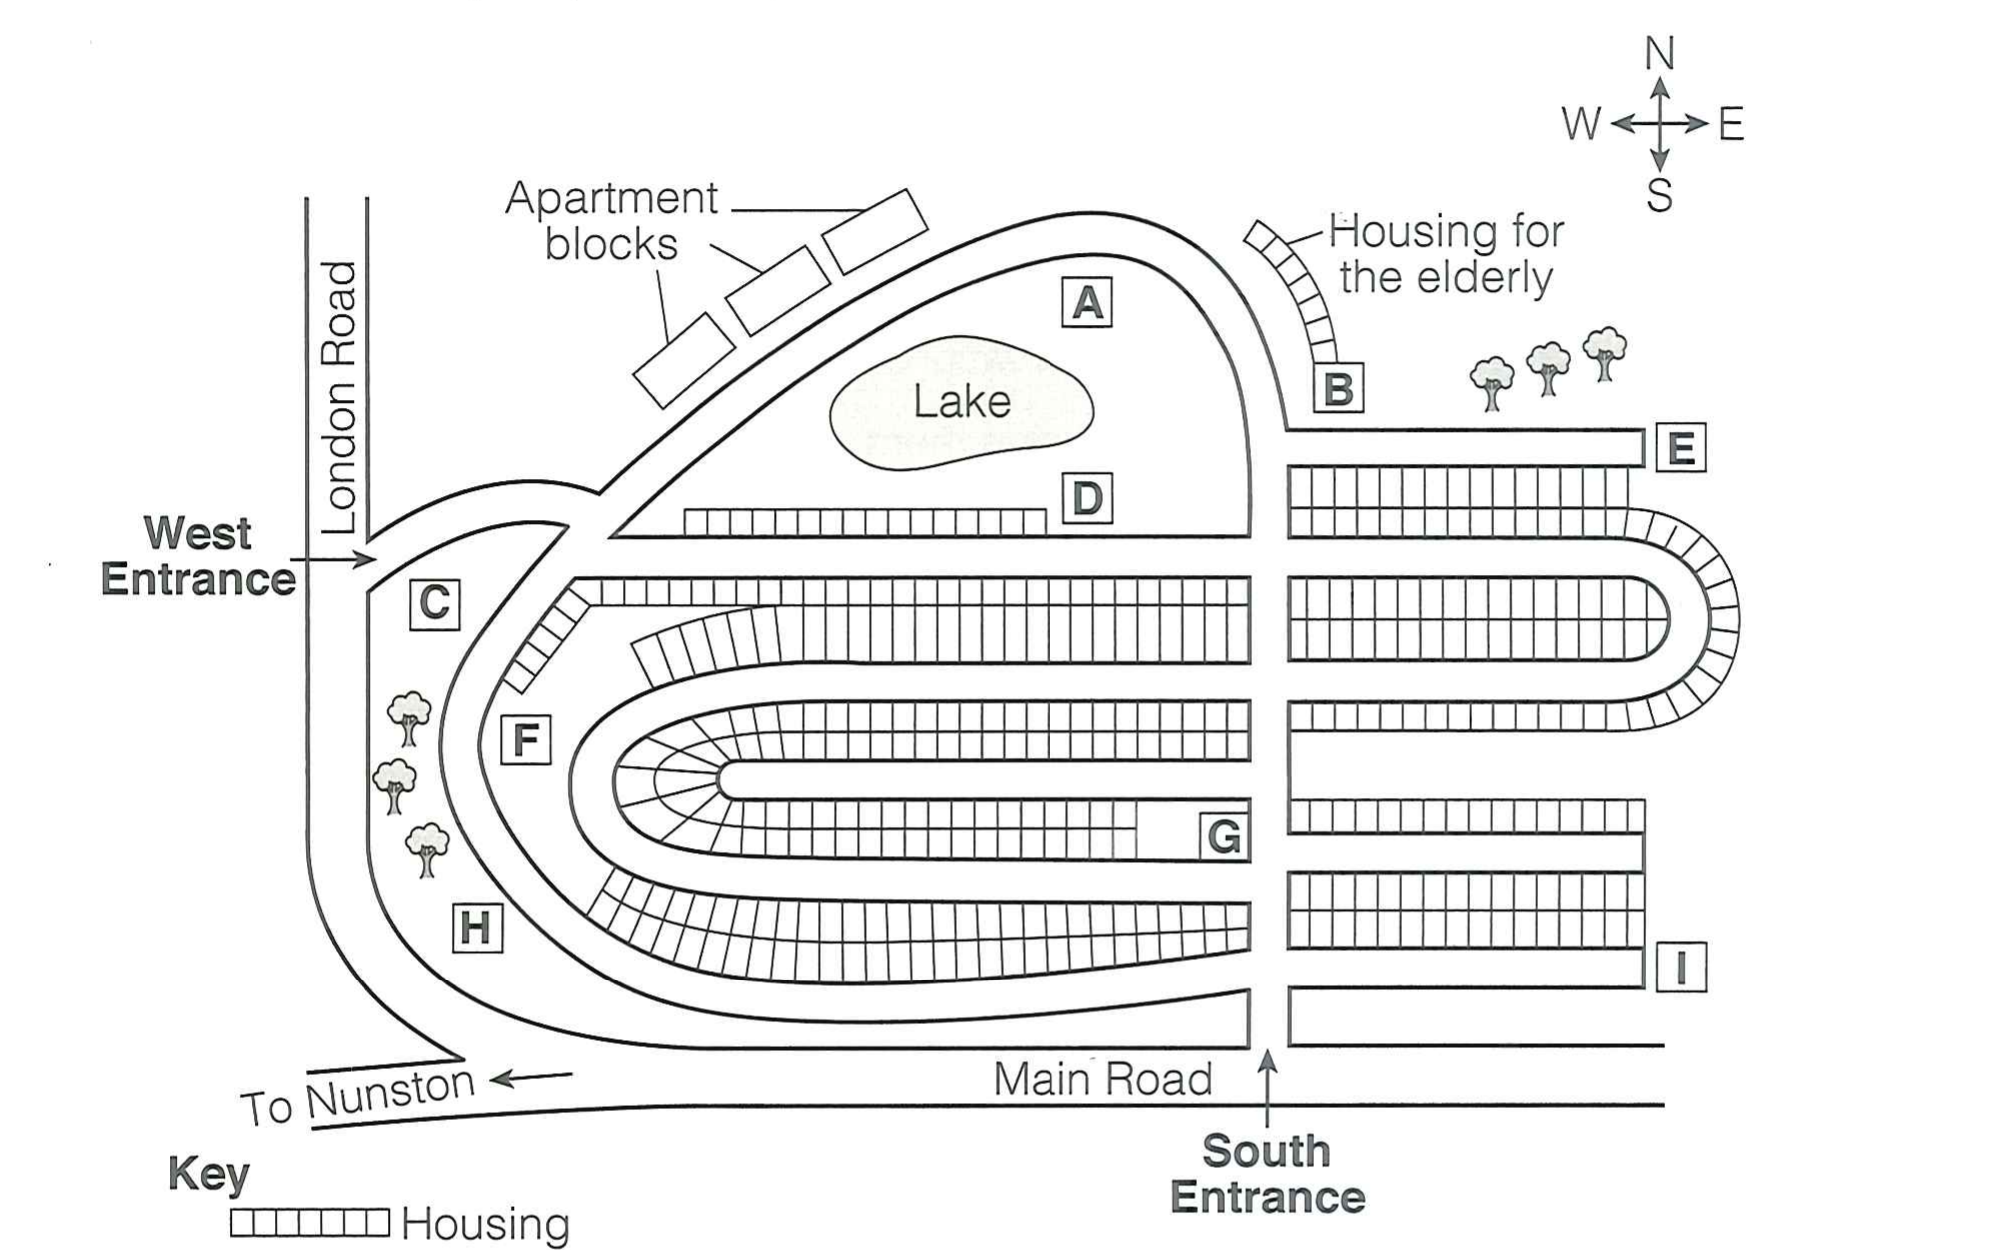 N
W E
S
Apartment
blocks
Housing for
the elderly
London Road
A
B
Lake
E
D
West
Entrance
C
F
G
H
I
Main Road
To Nunston
South
Entrance
Key
Housing